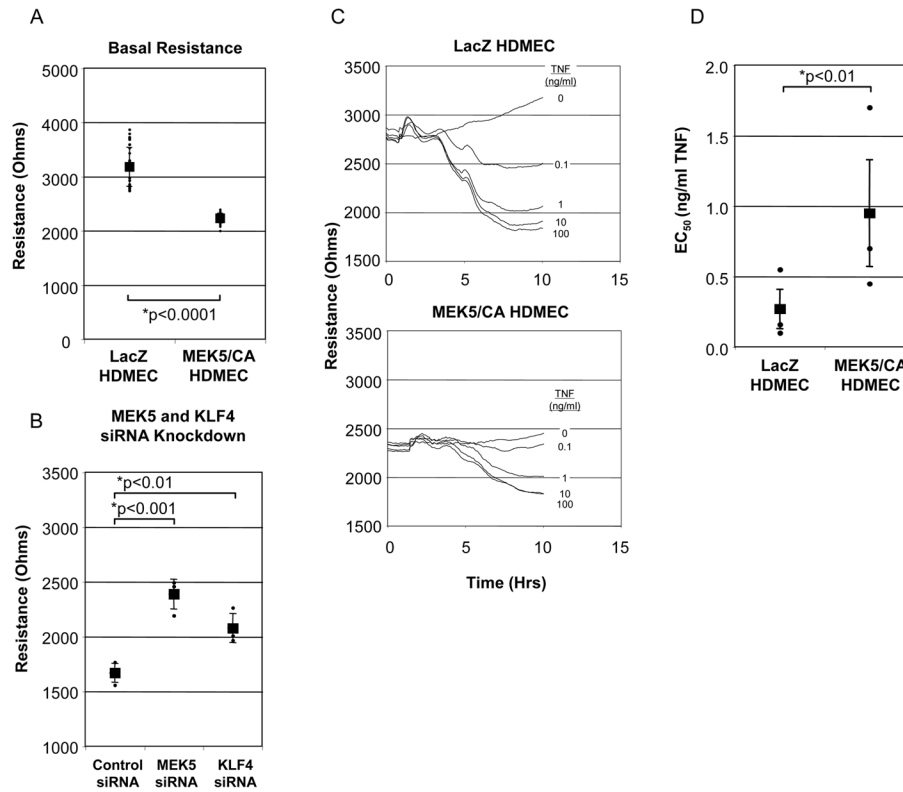 A
Basal Resistance
5000
4000
3000
2000
1000
0
Resistance (Ohms)
*p<0.0001
LacZ
HDMEC
MEK5/CA
HDMEC
B
MEK5 and KLF4
siRNA Knockdown
3500
3000
2500
2000
1500
1000
Resistance (Ohms)
*p<0.01
*p<0.001
Control
siRNA
MEK5
siRNA
KLF4
siRNA
C
LacZ HDMEC
3500
3000
2500
2000
1500
TNF
(ng/ml)
0
0.1
1
10
100
0 5 10 15
Resistance (Ohms)
MEK5/CA HDMEC
3500
3000
2500
2000
1500
TNF
(ng/ml)
0
0.1
1
10
100
0 5 10 15
Time (Hrs)
D
2.0
1.5
1.0
0.5
0.0
EC50 (ng/ml TNF)
*p<0.01
LacZ
HDMEC
MEK5/CA
HDMEC